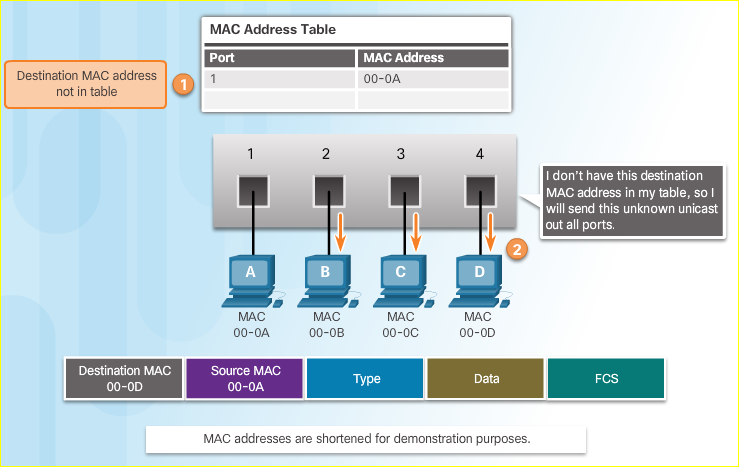 MAC Address Table
Port MAC Address
1 00-0A
Destination MAC address
not in table
1
1 2 3 4
I don't have this destination
MAC address in my table, so I
will send this unknown unicast
out all ports.
2
A B C D
MAC MAC MAC MAC
00-0A 00-0B 00-0C 00-0D
Destination MAC
00-0D
Source MAC
00-0A
Type
Data
FCS
MAC addresses are shortened for demonstration purposes.